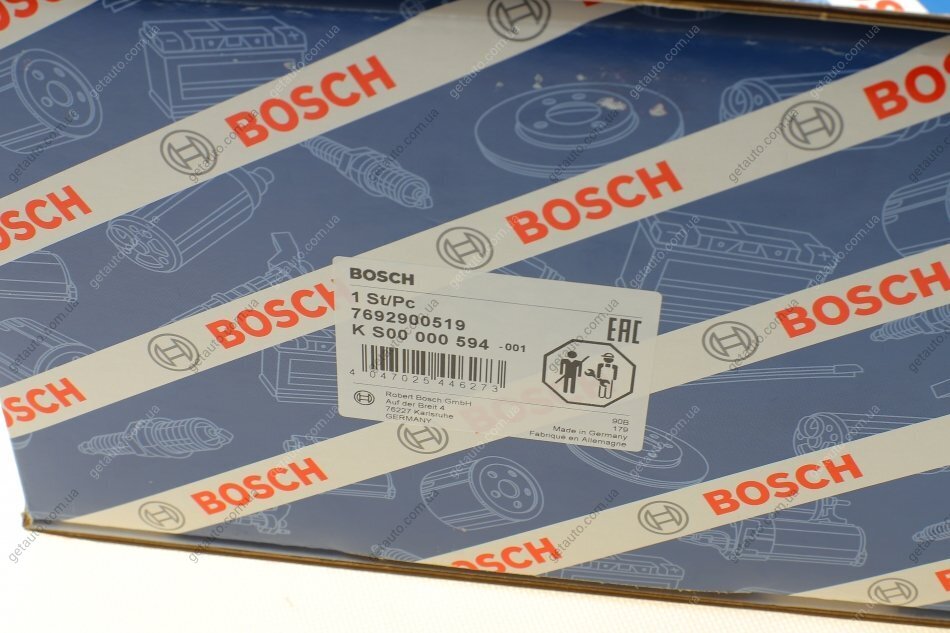 BOSCH
BOSCH
BOSCH
BOSCH
BOSCH
BOSCH
BOSCH
BOSCH
1 St/Pc
7692900519
K S00 000 594 -001
EAC
4 047025 446273
Robert Bosch GmbH
Auf der Breit 4
76227 Karlsruhe
GERMANY
90B
179
Made in Germany
Fabriqué en Allemagne
BOSCH
BOSCH
BOSCH
BOSCH
BOSCH
getauto.com.ua